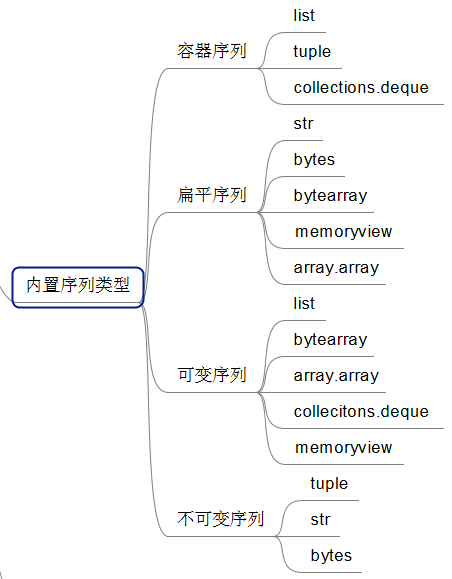 内置序列类型
容器序列
list
tuple
collections.deque
扁平序列
str
bytes
bytearray
memoryview
array.array
可变序列
list
bytearray
array.array
collecitons.deque
memoryview
不可变序列
tuple
str
bytes